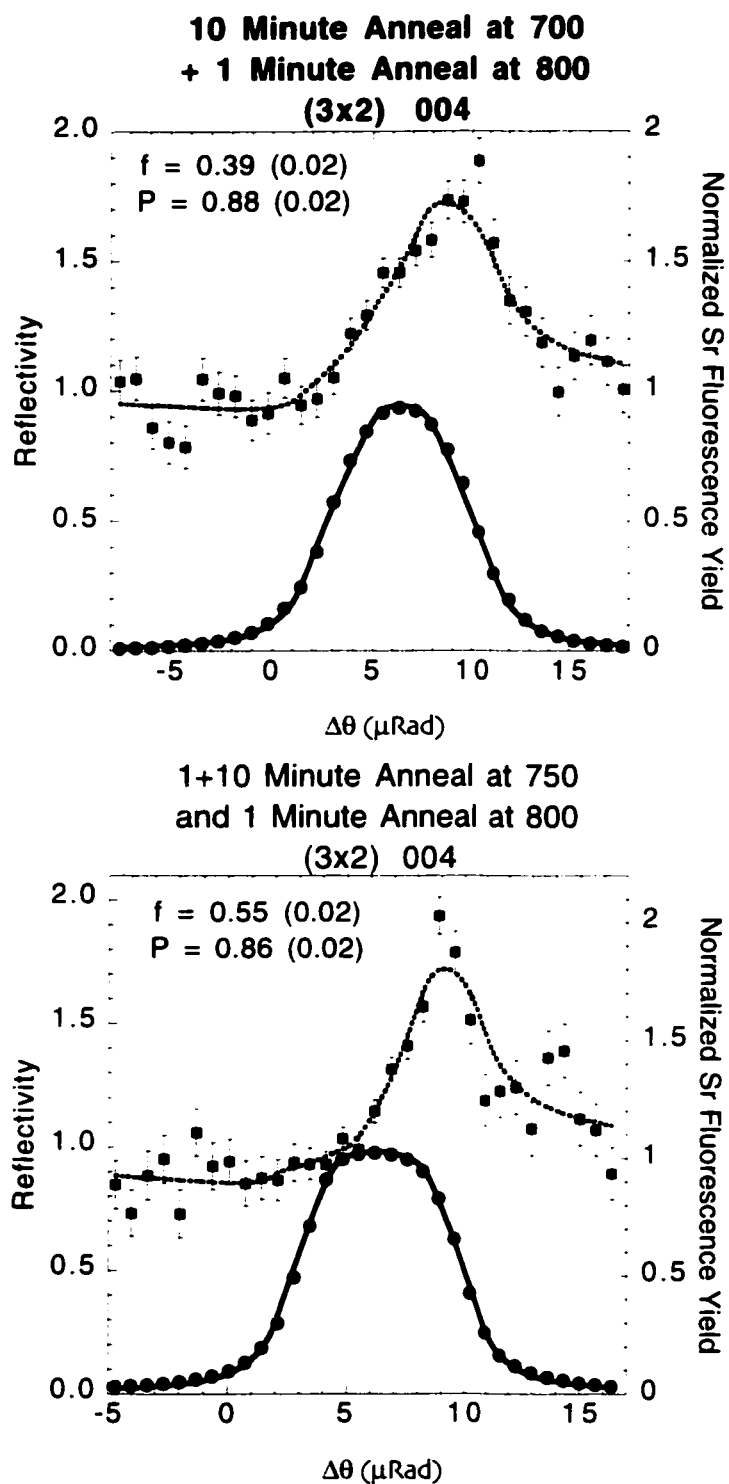 10 Minute Anneal at 700
+ 1 Minute Anneal at 800
(3x2) 004
2.0
2
f = 0.39 (0.02)
P = 0.88 (0.02)
1.5
1.5
Reflectivity
Normalized Sr Fluorescence Yield
1.0
1
0.5
0.5
0.0
0
-5
0
5
10
15
Δθ (μRad)
1+10 Minute Anneal at 750
and 1 Minute Anneal at 800
(3x2) 004
2.0
2
f = 0.55 (0.02)
P = 0.86 (0.02)
1.5
1.5
Reflectivity
Normalized Sr Fluorescence Yield
1.0
1
0.5
0.5
0.0
0
-5
0
5
10
15
Δθ (μRad)